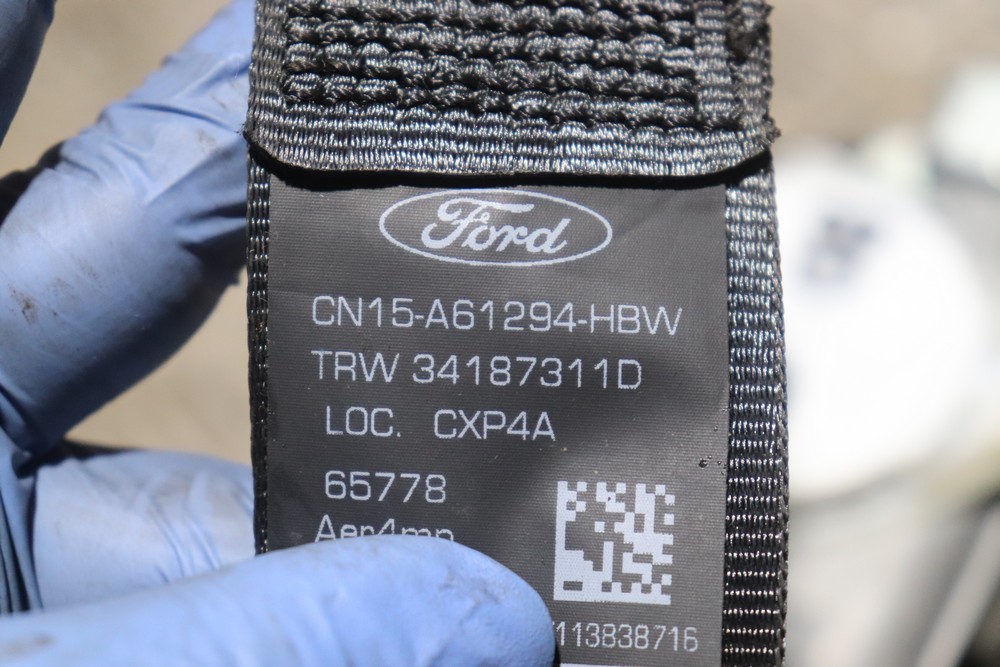 Ford
CN15-A61294-HBW
TRW 34187311D
LOC. CXP4A
65778
113838716